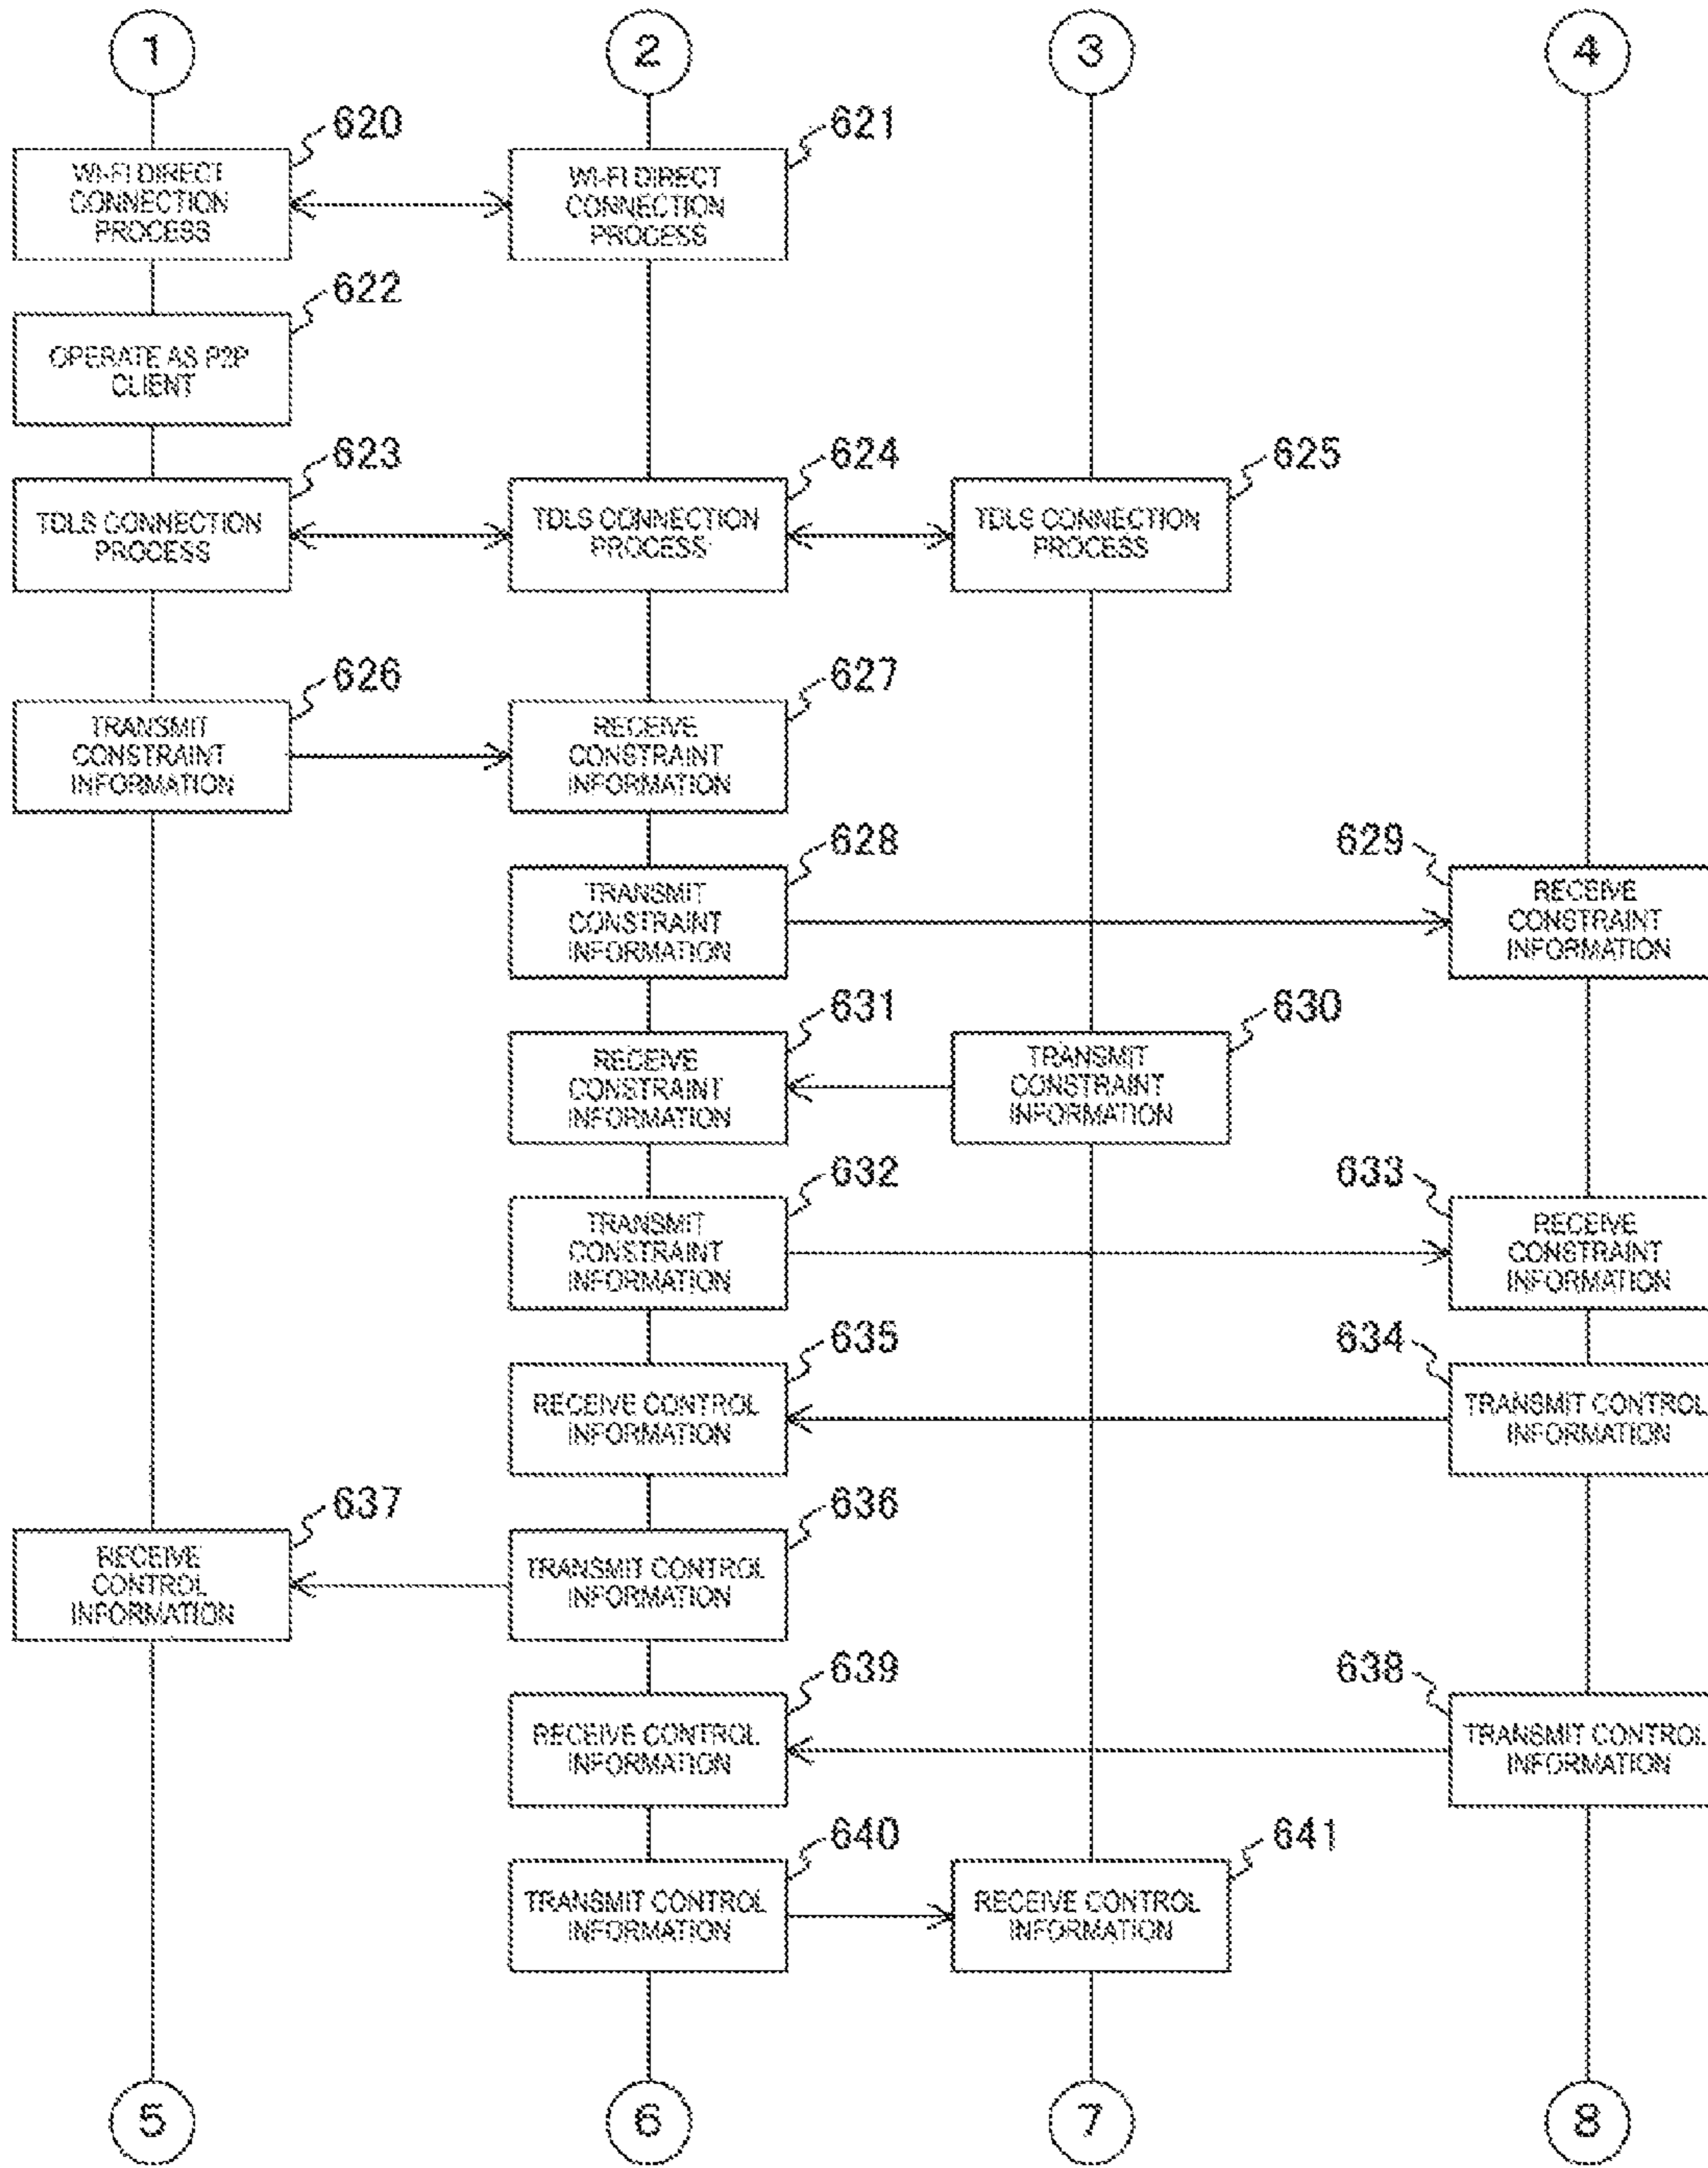 1
2
3
4
620
621
WI-FI DIRECT
CONNECTION
PROCESS
WI-FI DIRECT
CONNECTION
PROCESS
622
OPERATE AS P2P
CLIENT
623
624
625
TDLS CONNECTION
PROCESS
TDLS CONNECTION
PROCESS
TDLS CONNECTION
PROCESS
626
627
TRANSMIT
CONSTRAINT
INFORMATION
RECEIVE
CONSTRAINT
INFORMATION
628
629
TRANSMIT
CONSTRAINT
INFORMATION
RECEIVE
CONSTRAINT
INFORMATION
631
630
RECEIVE
CONSTRAINT
INFORMATION
TRANSMIT
CONSTRAINT
INFORMATION
632
633
TRANSMIT
CONSTRAINT
INFORMATION
RECEIVE
CONSTRAINT
INFORMATION
635
634
RECEIVE CONTROL
INFORMATION
TRANSMIT CONTROL
INFORMATION
637
636
RECEIVE
CONTROL
INFORMATION
TRANSMIT CONTROL
INFORMATION
639
638
RECEIVE CONTROL
INFORMATION
TRANSMIT CONTROL
INFORMATION
640
641
TRANSMIT CONTROL
INFORMATION
RECEIVE CONTROL
INFORMATION
5
6
7
8